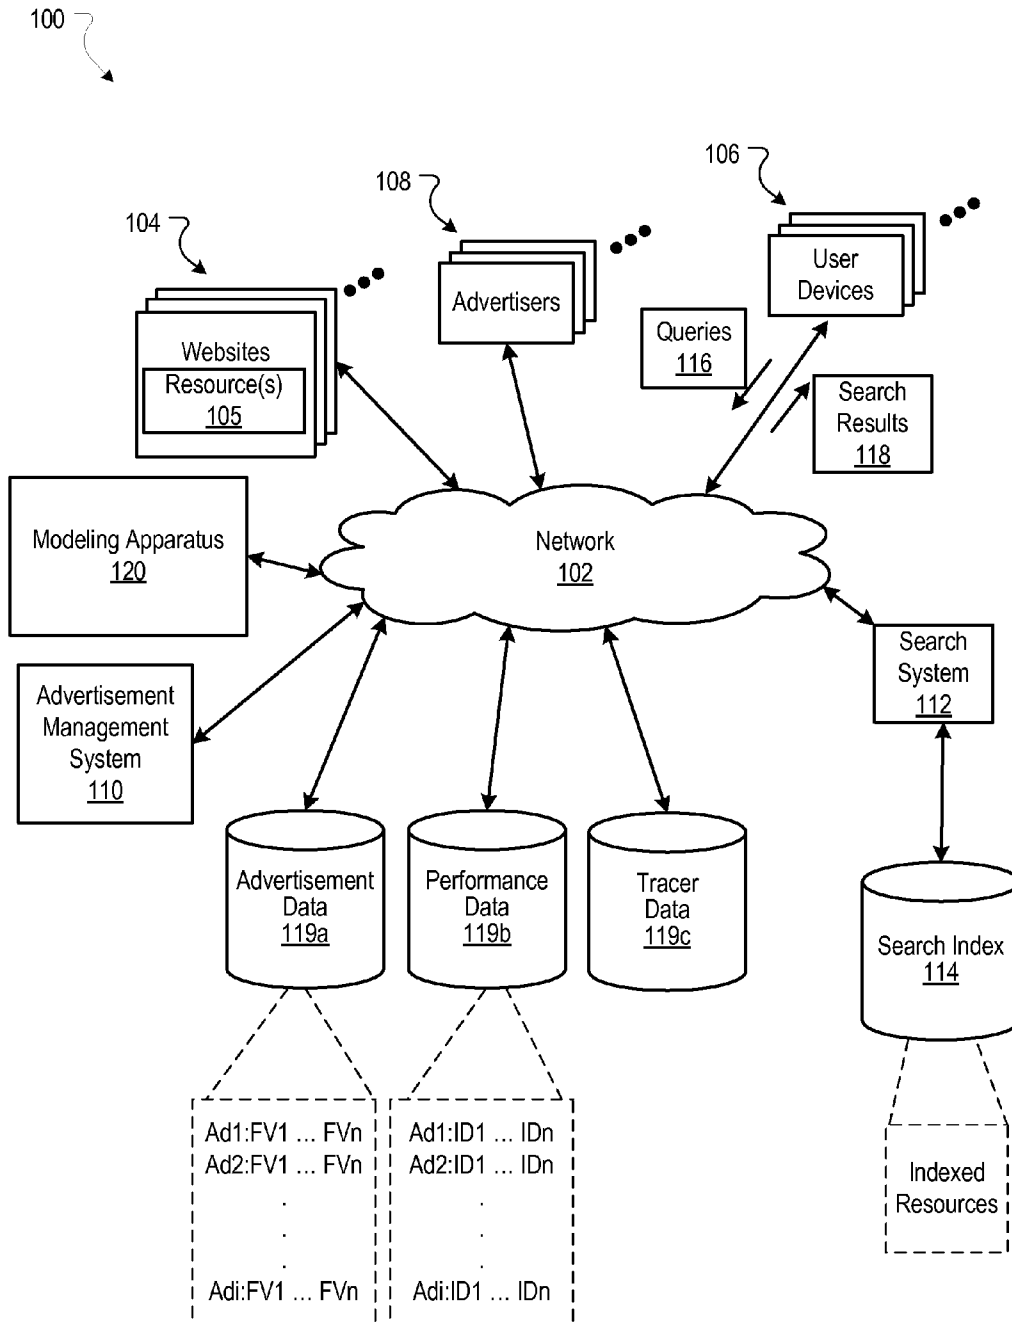 100
106
108
104
User
Devices
Advertisers
Queries
116
Websites
Resource(s)
105
Search
Results
118
Modeling Apparatus
120
Network
102
Search
System
112
Advertisement
Management
System
110
Advertisement
Data
119a
Performance
Data
119b
Tracer
Data
119c
Search Index
114
Ad1:FV1 ... FVn
Ad2:FV1 ... FVn
.
.
.
Adi:FV1 ... FVn
Ad1:ID1 ... IDn
Ad2:ID1 ... IDn
.
.
.
Adi:ID1 ... IDn
Indexed
Resources